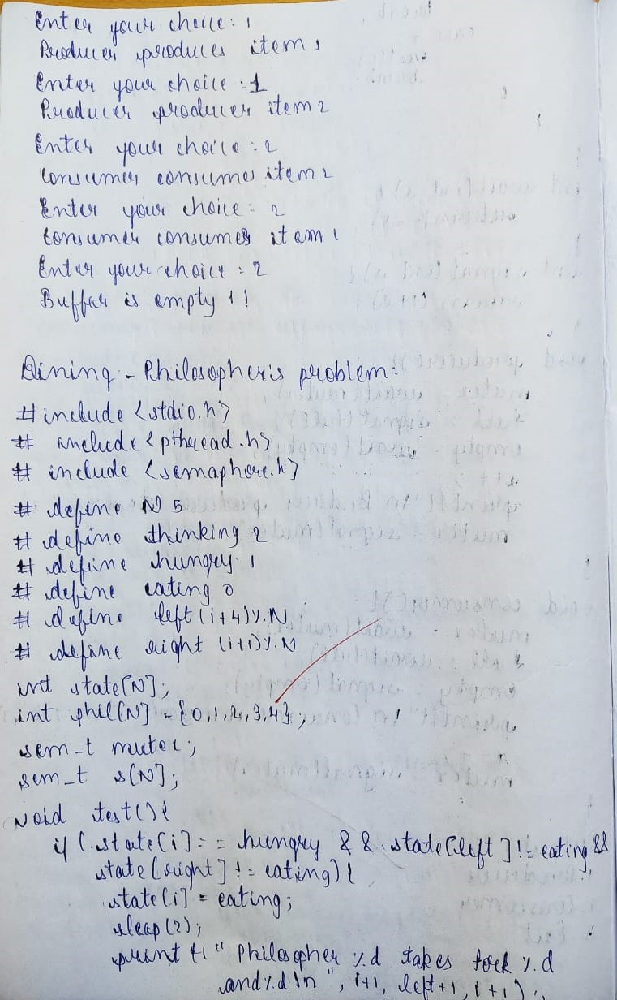 Enter your choice: 1
Producer produces item 1
Enter your choice : 1
Producer producer item 2
Enter your choice = 2
Consumer consumes item 2
Enter your choice = 2
Consumer consumes item 1
Enter your choice = 2
Buffer is empty !!
Dining - Philosopher's problem:
#include <stdio.h>
# include <pthread.h>
# include <semaphore.h>
# define N 5
# define thinking 2
# define hungry 1
# define eating 0
# define left (i+4)%N
# define right (i+1)%N
int state[N];
int phil[N] = {0,1,2,3,4};
sem_t mutex;
sem_t s[N];
void test(){
if (state[i] == hungry && state[left] != eating &&
state[right] != eating) {
state[i] = eating;
sleep(2);
printf(" Philosopher %d takes fork %d
and %d \n ", i+1, left+1, i+1);